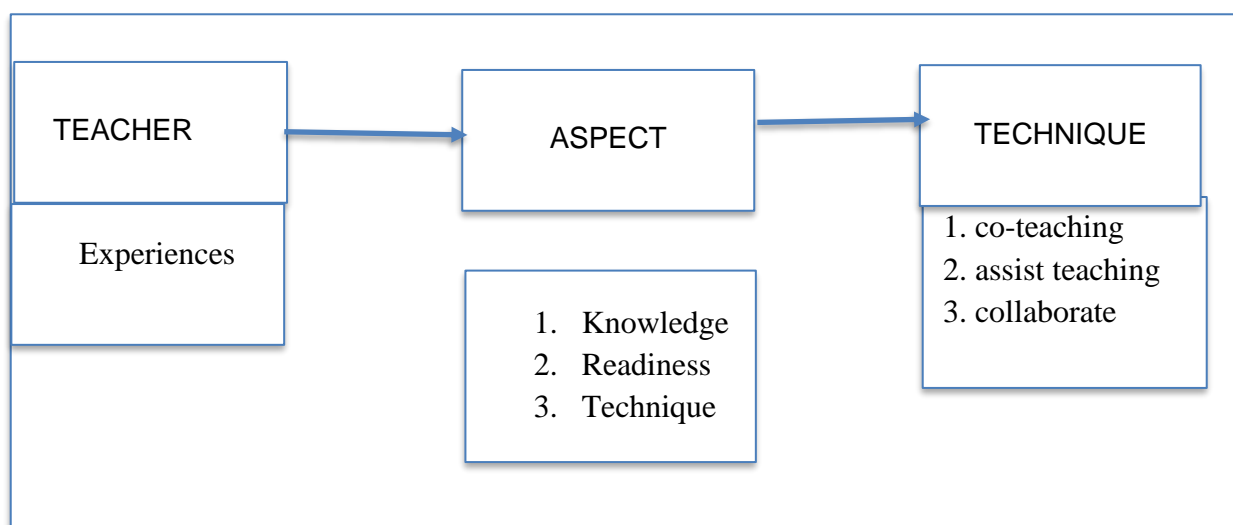 TEACHER
Experiences
ASPECT
1. Knowledge
2. Readiness
3. Technique
TECHNIQUE
1. co-teaching
2. assist teaching
3. collaborate